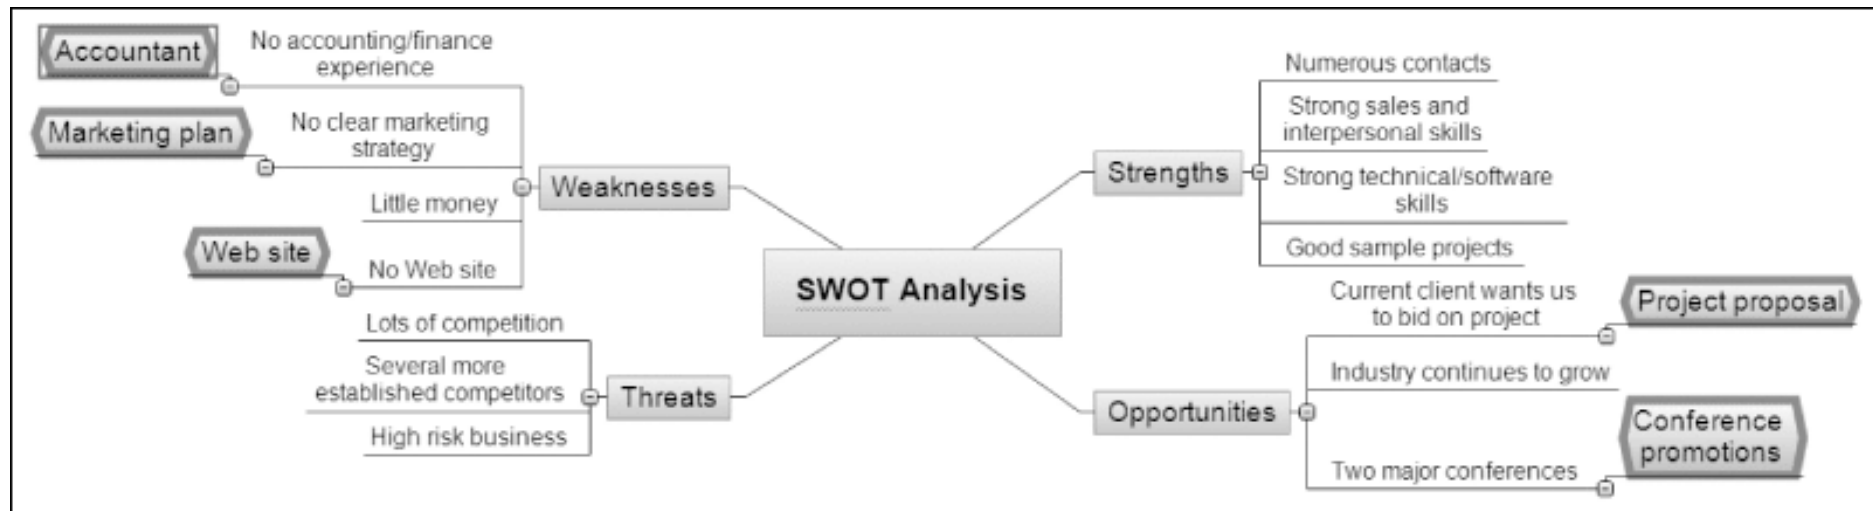 Accountant
No accounting/finance
experience
Marketing plan
No clear marketing
strategy
Little money
Web site
No Web site
Weaknesses
Lots of competition
Several more
established competitors
High risk business
Threats
SWOT Analysis
Strengths
Numerous contacts
Strong sales and
interpersonal skills
Strong technical/software
skills
Good sample projects
Opportunities
Current client wants us
to bid on project
Project proposal
Industry continues to grow
Two major conferences
Conference
promotions